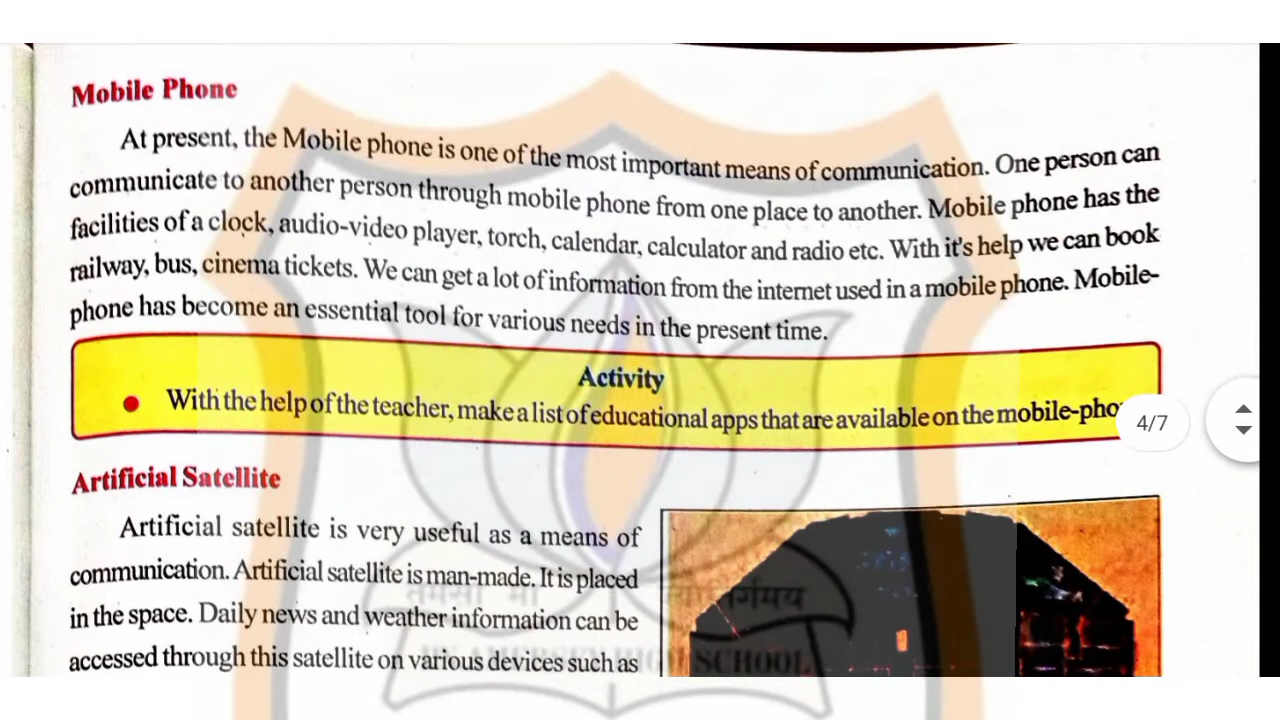 Mobile Phone
At present, the Mobile phone is one of the most important means of communication. One person can
communicate to another person through mobile phone from one place to another. Mobile phone has the
facilities of a clock, audio-video player, torch, calendar, calculator and radio etc. With it's help we can book
railway, bus, cinema tickets. We can get a lot of information from the internet used in a mobile phone. Mobile-
phone has become an essential tool for various needs in the present time.
Activity
● With the help of the teacher, make a list of educational apps that are available on the mobile-pho
4/7
Artificial Satellite
Artificial satellite is very useful as a means of
communication. Artificial satellite is man-made. It is placed
in the space. Daily news and weather information can be
accessed through this satellite on various devices such as
तमसो मा
SCHOOL